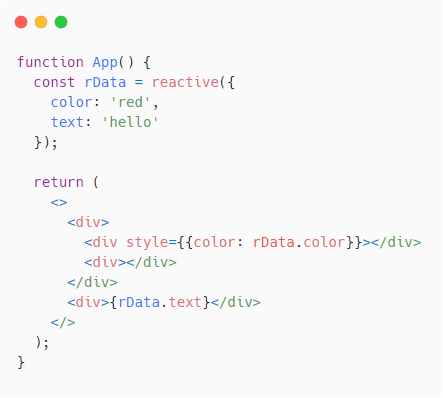 function App() {
  const rData = reactive({
    color: 'red',
    text: 'hello'
  });

  return (
    <>
      <div>
        <div style={{color: rData.color}}></div>
        <div></div>
      </div>
      <div>{rData.text}</div>
    </>
  );
}